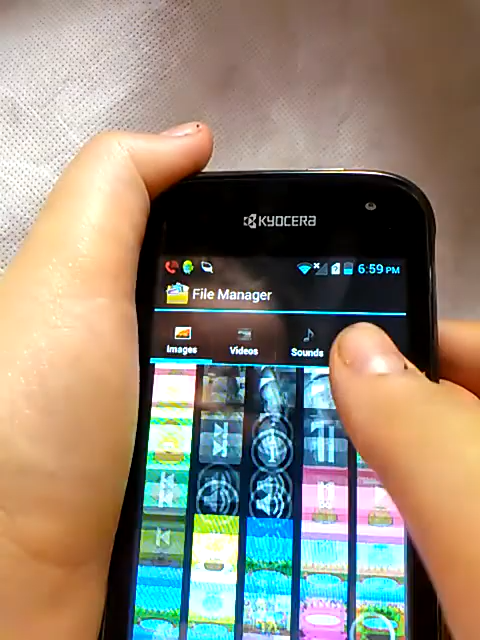 KYOCERA
6:59 PM
File Manager
Images
Videos
Sounds